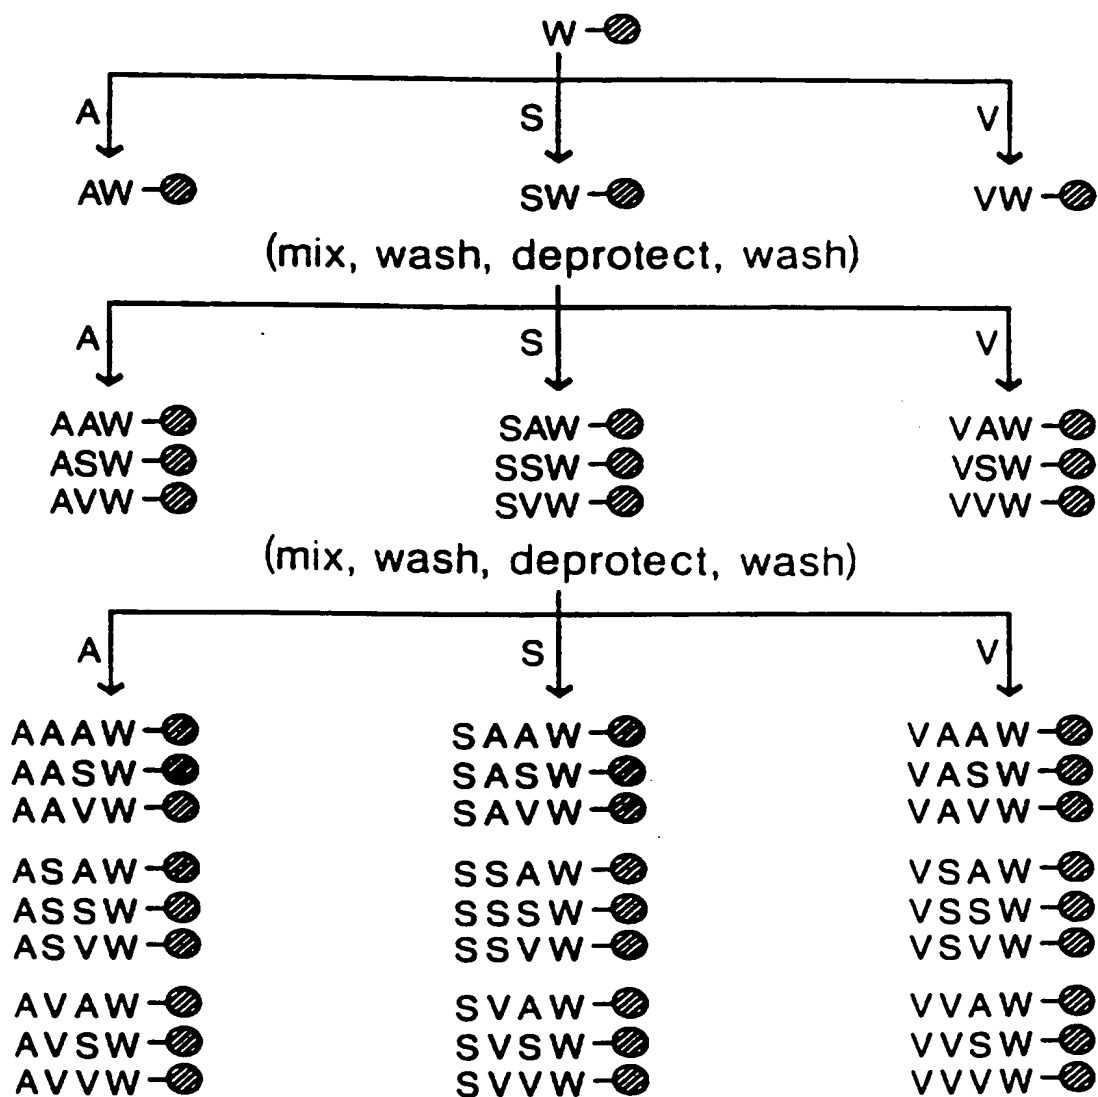 W
A S V
AW SW VW
(mix, wash, deprotect, wash)
A S V
AAW SAW VAW
ASW SSW VSW
AVW SVW VVW
(mix, wash, deprotect, wash)
A S V
AAAW SAAW VAAW
AASW SASW VASW
AAVW SAVW VAVW
ASAW SSAW VSAW
ASSW SSSW VSSW
ASVW SSVW VSVW
AVAW SVAW VVAW
AVSW SVSW VVSW
AVVW SVVW VVVW